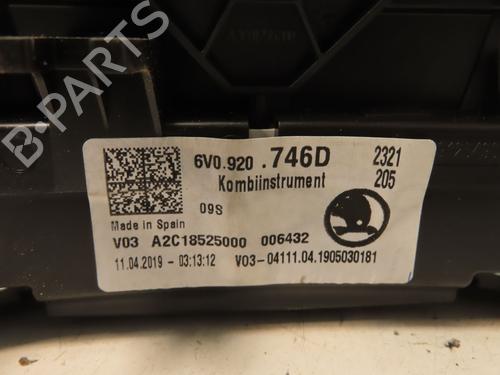 6V0.920 .746D 2321
Kombiinstrument 205
09S
Made in Spain
V03 A2C18525000 006432
11.04.2019 - 03:13:12 V03-04111.04.1905030181